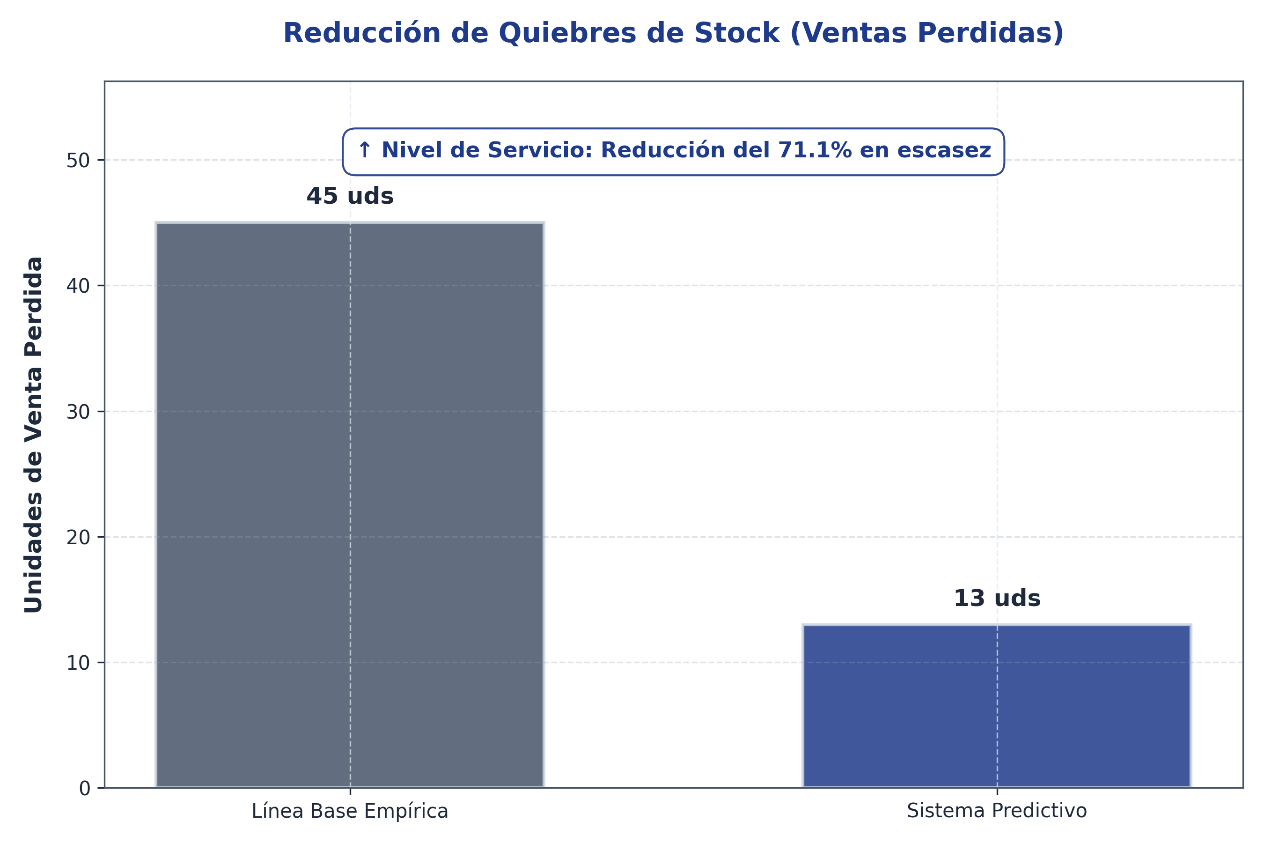 Reducción de Quiebres de Stock (Ventas Perdidas)
↑ Nivel de Servicio: Reducción del 71.1% en escasez
45 uds
13 uds
Unidades de Venta Perdida
50
40
30
20
10
0
Línea Base Empírica
Sistema Predictivo